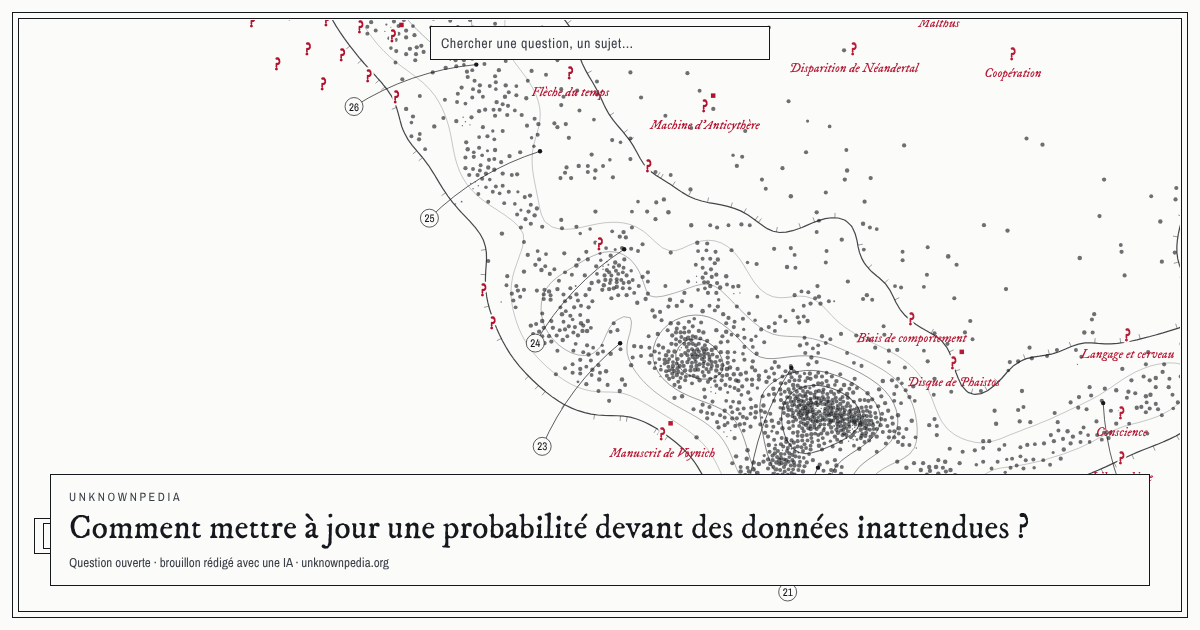 Malthus
Chercher une question, un sujet…
Disparition de Néandertal
Coopération
Flèche du temps
26
Machine d'Anticythère
25
24
Biais de comportement
Langage et cerveau
Disque de Phaistos
Conscience
23
Manuscrit de Voynich
UNKNOWNPEDIA
Comment mettre à jour une probabilité devant des données inattendues ?
Question ouverte · brouillon rédigé avec une IA · unknownpedia.org
21